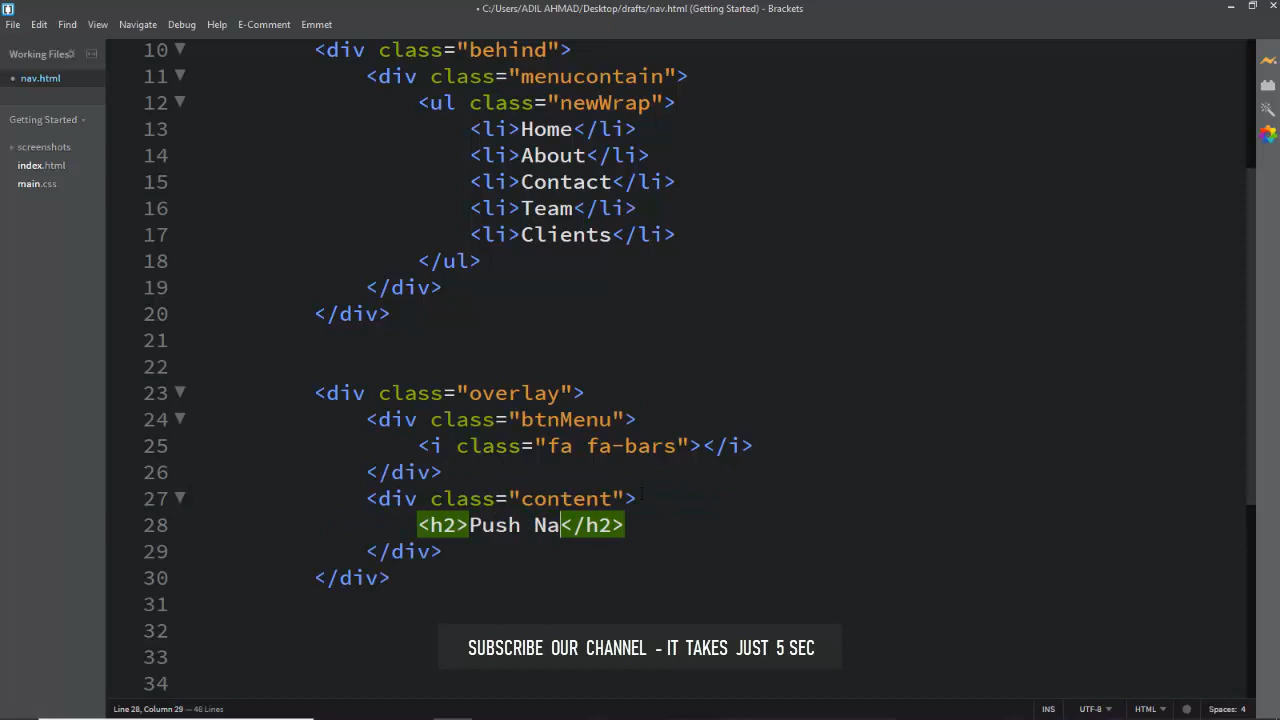 • C:/Users/ADIL AHMAD/Desktop/drafts/nav.html (Getting Started) - Brackets
File Edit Find View Navigate Debug Help E-Comment Emmet
Working Files
• nav.html
Getting Started
screenshots
index.html
main.css
10 <div class="behind">
11 <div class="menucontain">
12 <ul class="newWrap">
13 <li>Home</li>
14 <li>About</li>
15 <li>Contact</li>
16 <li>Team</li>
17 <li>Clients</li>
18 </ul>
19 </div>
20 </div>
21
22
23 <div class="overlay">
24 <div class="btnMenu">
25 <i class="fa fa-bars"></i>
26 </div>
27 <div class="content">
28 <h2>Push Na</h2>
29 </div>
30 </div>
31
32
33
34
SUBSCRIBE OUR CHANNEL - IT TAKES JUST 5 SEC
Line 28, Column 29 — 46 Lines
INS UTF-8 HTML Spaces: 4